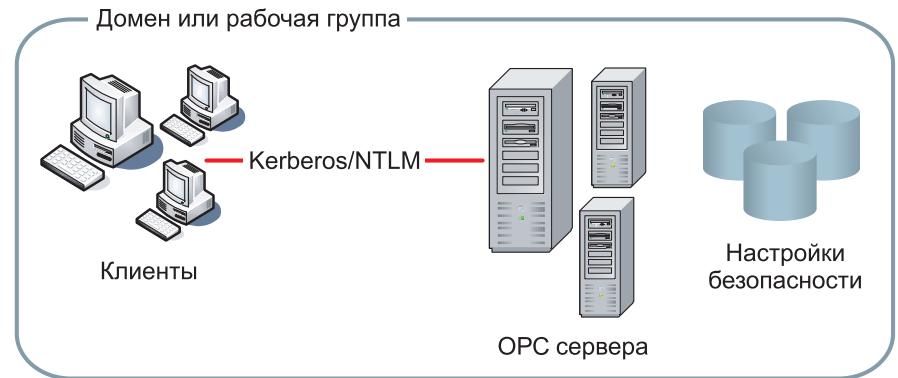 Домен или рабочая группа
Kerberos/NTLM
Клиенты
Настройки
безопасности
OPC сервера